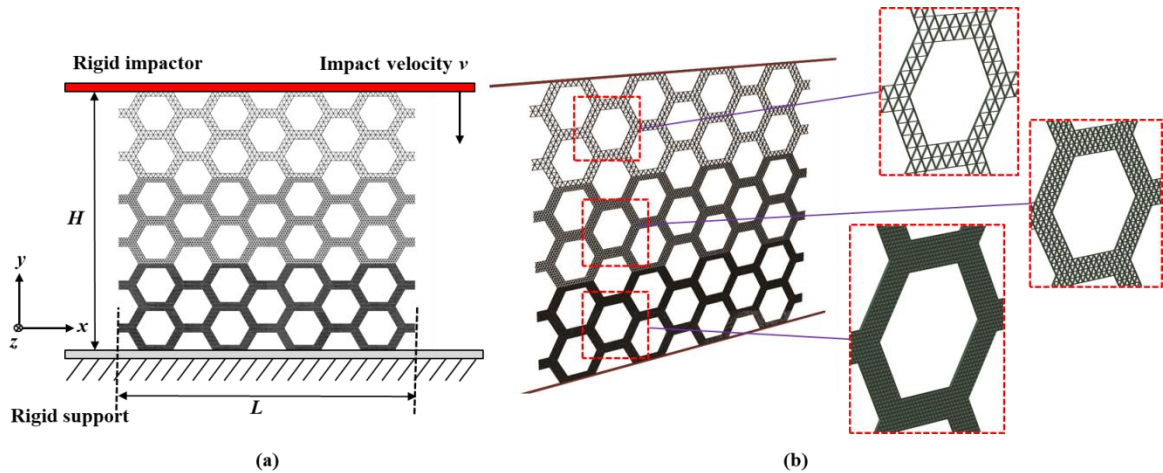 Rigid impactor
Impact velocity v
H
y
x
z
L
Rigid support
(a)
(b)